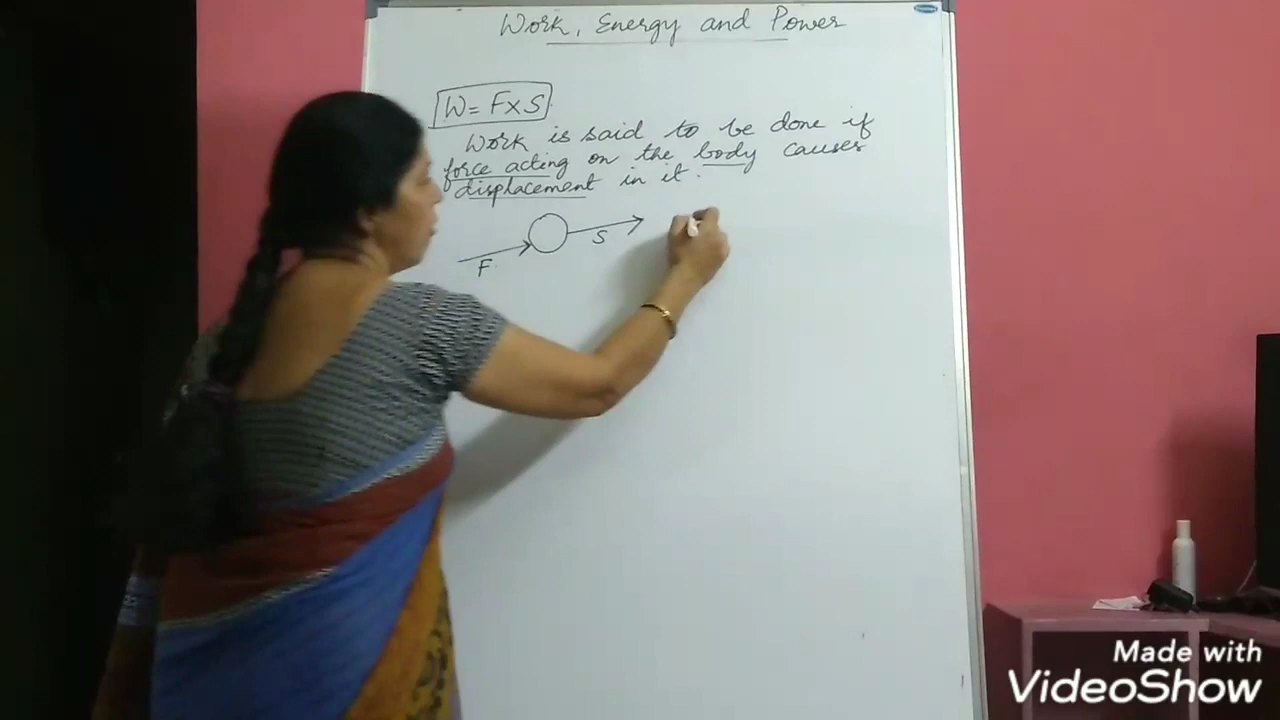 Work, Energy and Power
W = F x S
Work is said to be done if
force acting on the body causes
displacement in it.
S
F
Made with
VideoShow